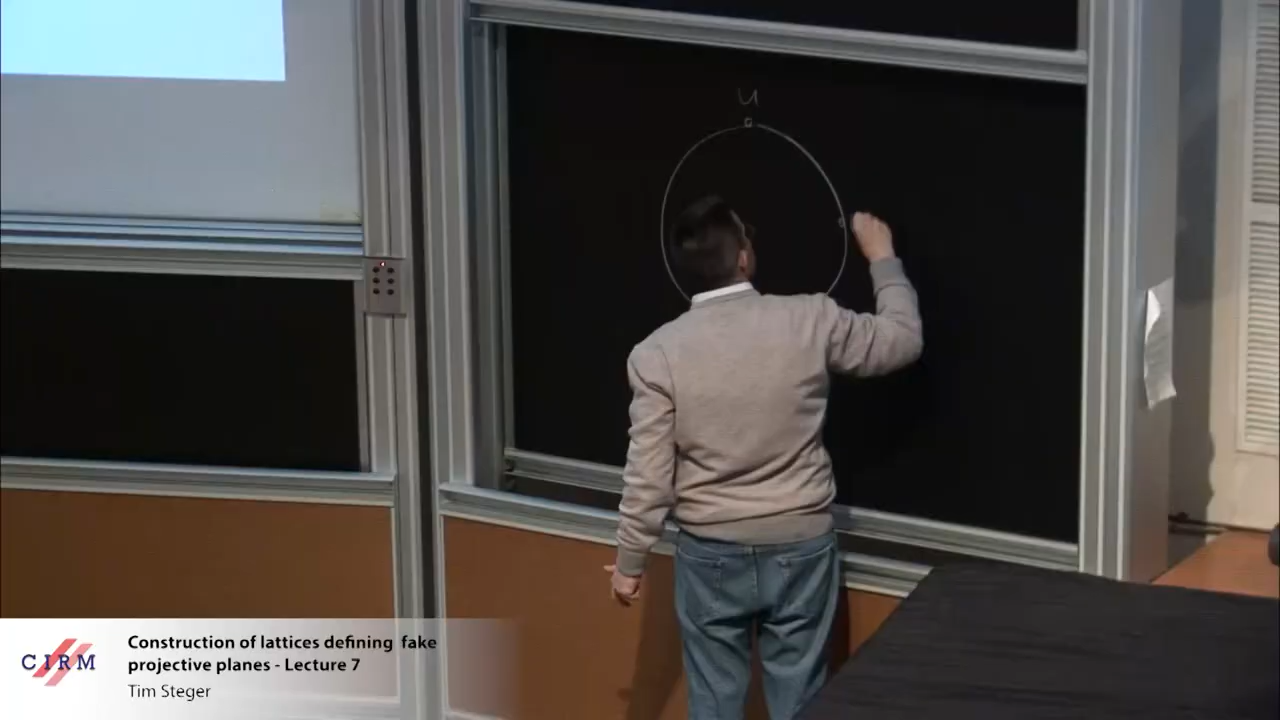 u
CIRM
Construction of lattices defining fake
projective planes - Lecture 7
Tim Steger